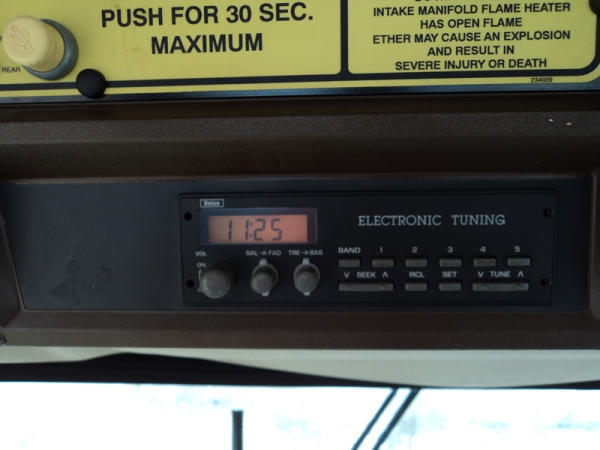 PUSH FOR 30 SEC.
MAXIMUM
REAR
INTAKE MANIFOLD FLAME HEATER
HAS OPEN FLAME
ETHER MAY CAUSE AN EXPLOSION
AND RESULT IN
SEVERE INJURY OR DEATH
234939
Delco
11:25
ELECTRONIC TUNING
VOL
BAL→FAD
TRE→BAS
BAND 1 2 3 4 5
ON
V SEEK Λ RCL SET V TUNE Λ